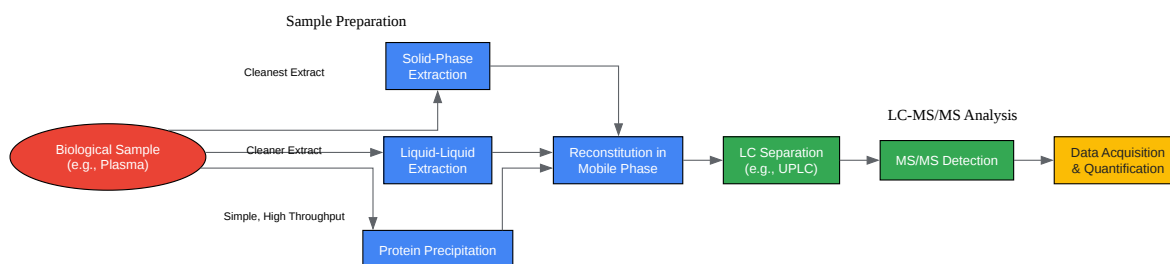 Sample Preparation
Solid-Phase
Extraction
Cleanest Extract
LC-MS/MS Analysis
Biological Sample
(e.g., Plasma)
Cleaner Extract
Liquid-Liquid
Extraction
Reconstitution in
Mobile Phase
LC Separation
(e.g., UPLC)
MS/MS Detection
Data Acquisition
& Quantification
Simple, High Throughput
Protein Precipitation